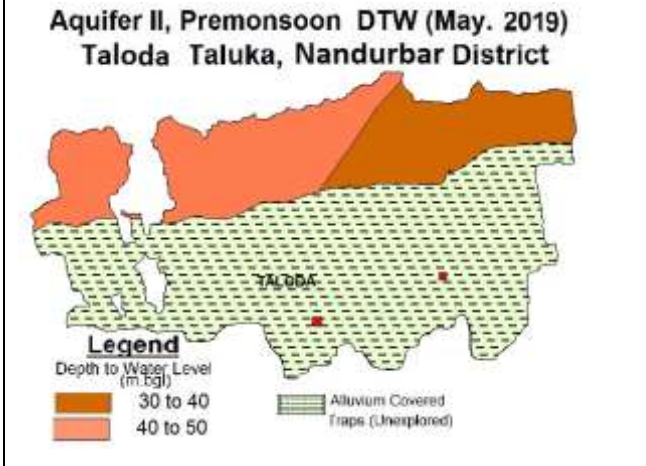 Aquifer II, Premonsoon DTW (May. 2019)
Taloda Taluka, Nandurbar District
TALODA
Legend
Depth to Water Level
(m.bgl)
30 to 40
40 to 50
Alluvium Covered
Traps (Unexplored)